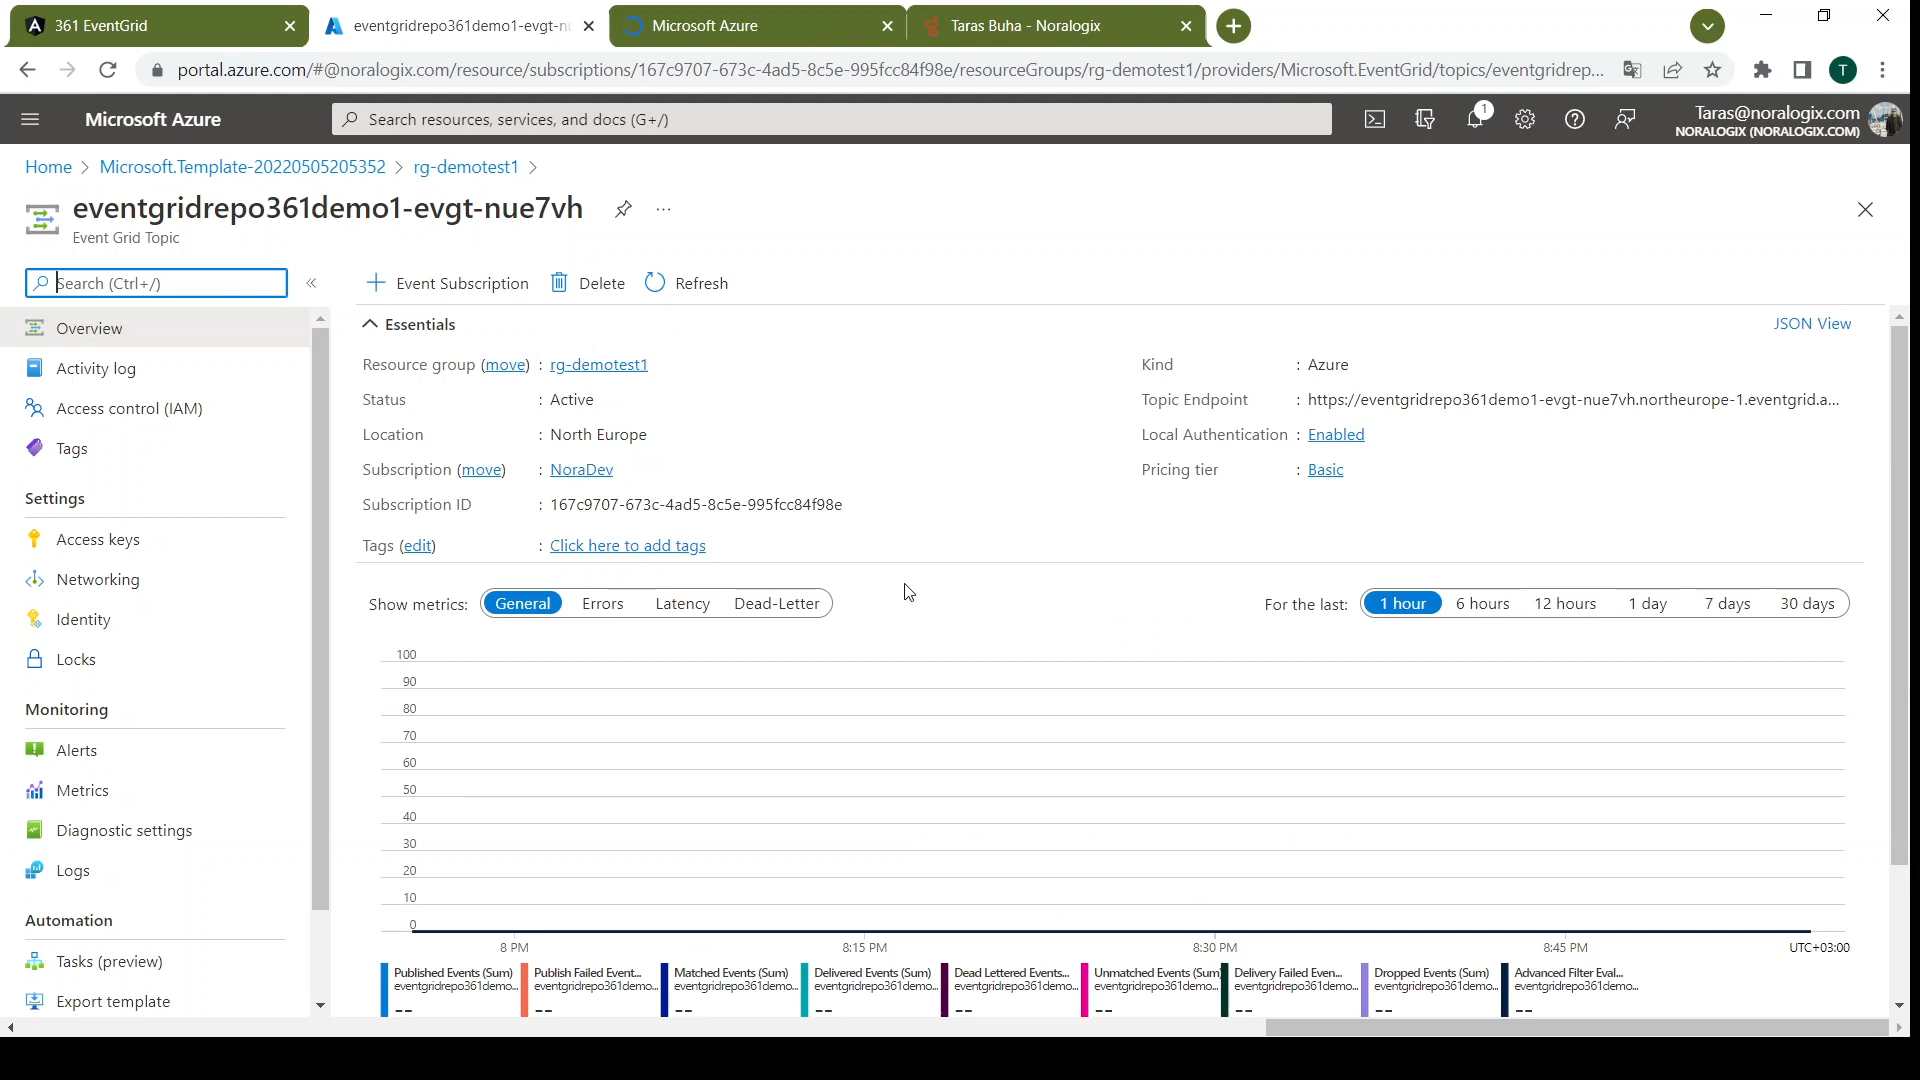 361 EventGrid
eventgridrepo361demo1-evgt-n
Microsoft Azure
Taras Buha - Noralogix
portal.azure.com/#@noralogix.com/resource/subscriptions/167c9707-673c-4ad5-8c5e-995fcc84f98e/resourceGroups/rg-demotest1/providers/Microsoft.EventGrid/topics/eventgridrep...
T
Microsoft Azure
Search resources, services, and docs (G+/)
1
Taras@noralogix.com
NORALOGIX (NORALOGIX.COM)
Home > Microsoft.Template-20220505205352 > rg-demotest1 >
eventgridrepo361demo1-evgt-nue7vh
...
Event Grid Topic
Search (Ctrl+/)
«
Event Subscription
Delete
Refresh
Overview
Activity log
Access control (IAM)
Tags
Settings
Access keys
Networking
Identity
Locks
Monitoring
Alerts
Metrics
Diagnostic settings
Logs
Automation
Tasks (preview)
Export template
Essentials
JSON View
Resource group (move) : rg-demotest1
Status : Active
Location : North Europe
Subscription (move) : NoraDev
Subscription ID : 167c9707-673c-4ad5-8c5e-995fcc84f98e
Tags (edit) : Click here to add tags
Kind : Azure
Topic Endpoint : https://eventgridrepo361demo1-evgt-nue7vh.northeurope-1.eventgrid.a...
Local Authentication : Enabled
Pricing tier : Basic
Show metrics: General Errors Latency Dead-Letter
For the last: 1 hour 6 hours 12 hours 1 day 7 days 30 days
100
90
80
70
60
50
40
30
20
10
0
8 PM 8:15 PM 8:30 PM 8:45 PM UTC+03:00
Published Events (Sum)
eventgridrepo361demo...
--
Publish Failed Event...
eventgridrepo361demo...
--
Matched Events (Sum)
eventgridrepo361demo...
--
Delivered Events (Sum)
eventgridrepo361demo...
--
Dead Lettered Events...
eventgridrepo361demo...
--
Unmatched Events (Sum)
eventgridrepo361demo...
--
Delivery Failed Even...
eventgridrepo361demo...
--
Dropped Events (Sum)
eventgridrepo361demo...
--
Advanced Filter Eval...
eventgridrepo361demo...
--